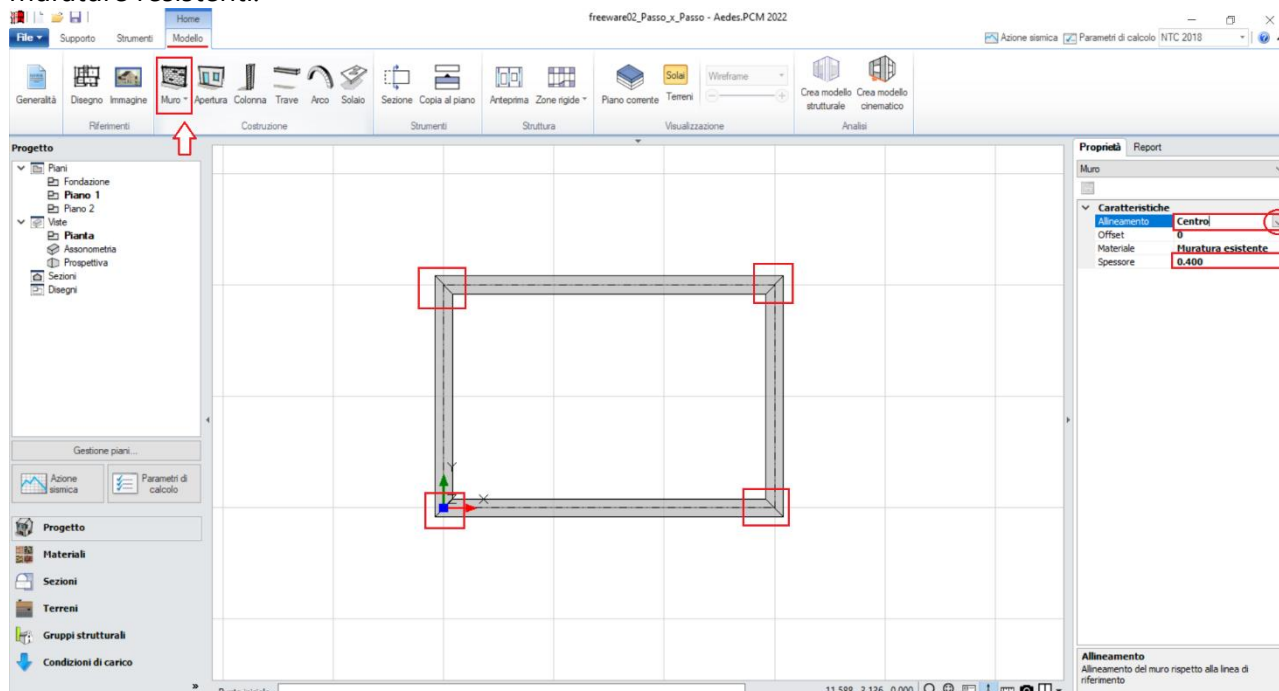 freeware02_Passo_x_Passo - Aedes.PCM 2022
Home
File Supporto Strumenti Modello
Azione sismica Parametri di calcolo NTC 2018
Generalità Disegno Immagine Muro Apertura Colonna Trave Arco Solaio Sezione Copia al piano Anteprima Zone rigide Piano corrente Solai Terreni Wireframe Crea modello strutturale Crea modello cinematico
Riferimenti Costruzione Strumenti Struttura Visualizzazione Analisi
Progetto
Piani
Fondazione
Piano 1
Piano 2
Viste
Pianta
Assonometria
Prospettiva
Sezioni
Disegni
Gestione piani...
Azione sismica
Parametri di calcolo
Progetto
Materiali
Sezioni
Terreni
Gruppi strutturali
Condizioni di carico
»
Y
Z X
Proprietà Report
Muro
Caratteristiche
Allineamento Centro
Offset 0
Materiale Muratura esistente
Spessore 0.400
Allineamento
Allineamento del muro rispetto alla linea di
riferimento